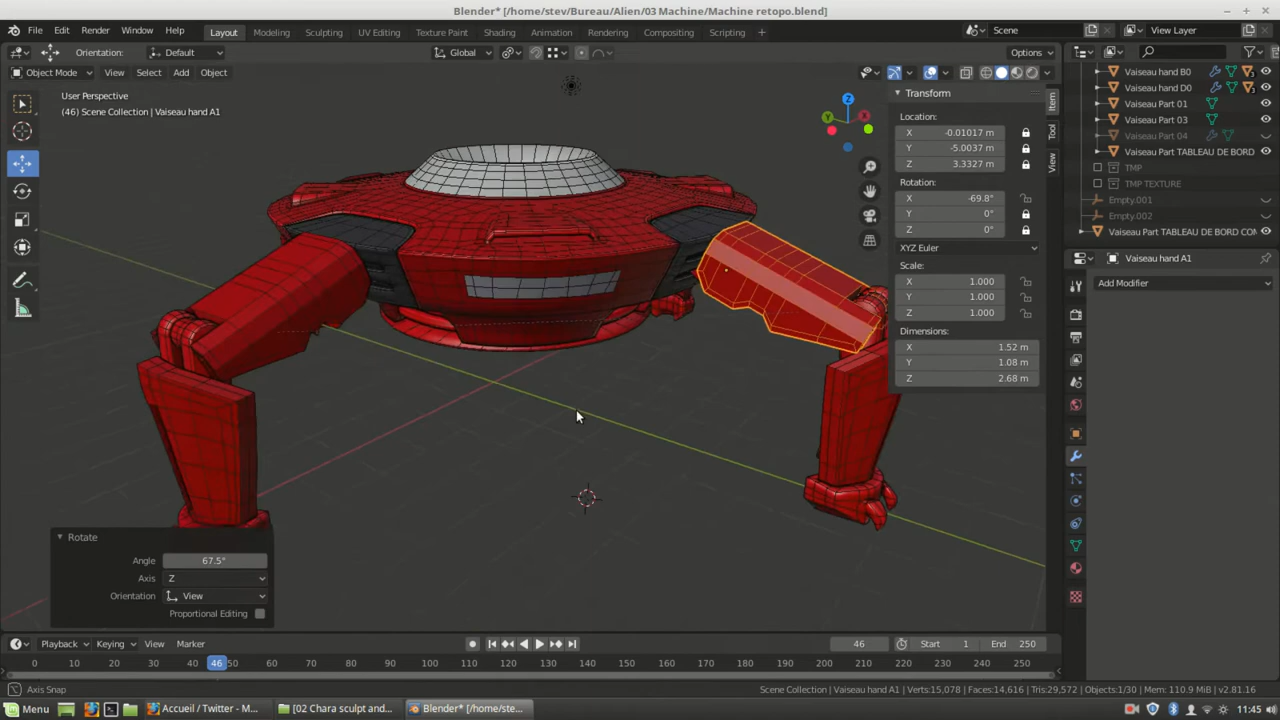 Blender* [/home/stev/Bureau/Alien/03 Machine/Machine retopo.blend]
File Edit Render Window Help Layout Modeling Sculpting UV Editing Texture Paint Shading Animation Rendering Compositing Scripting + Scene View Layer
Orientation: Default Global Options
Object Mode View Select Add Object
User Perspective
(46) Scene Collection | Vaiseau hand A1
Z
Y
X
Transform
Location:
X -0.01017 m
Y -5.0037 m
Z 3.3327 m
Rotation:
X -69.8°
Y 0°
Z 0°
XYZ Euler
Scale:
X 1.000
Y 1.000
Z 1.000
Dimensions:
X 1.52 m
Y 1.08 m
Z 2.68 m
Item
Tool
View
Vaiseau hand B0
Vaiseau hand D0
Vaiseau Part 01
Vaiseau Part 03
Vaiseau Part 04
Vaiseau Part TABLEAU DE BORD
TMP
TMP TEXTURE
Empty.001
Empty.002
Vaiseau Part TABLEAU DE BORD CON
Vaiseau hand A1
Add Modifier
Rotate
Angle 67.5°
Axis Z
Orientation View
Proportional Editing
Playback Keying View Marker 46 Start 1 End 250
0 10 20 30 40 46 50 60 70 80 90 100 110 120 130 140 150 160 170 180 190 200 210 220 230 240 250
Axis Snap Scene Collection | Vaiseau hand A1 | Verts:15,078 | Faces:14,616 | Tris:29,572 | Objects:1/30 | Mem: 110.9 MiB | v2.81.16
Menu Accueil / Twitter - M... [02 Chara sculpt and... Blender* [/home/ste... 11:45